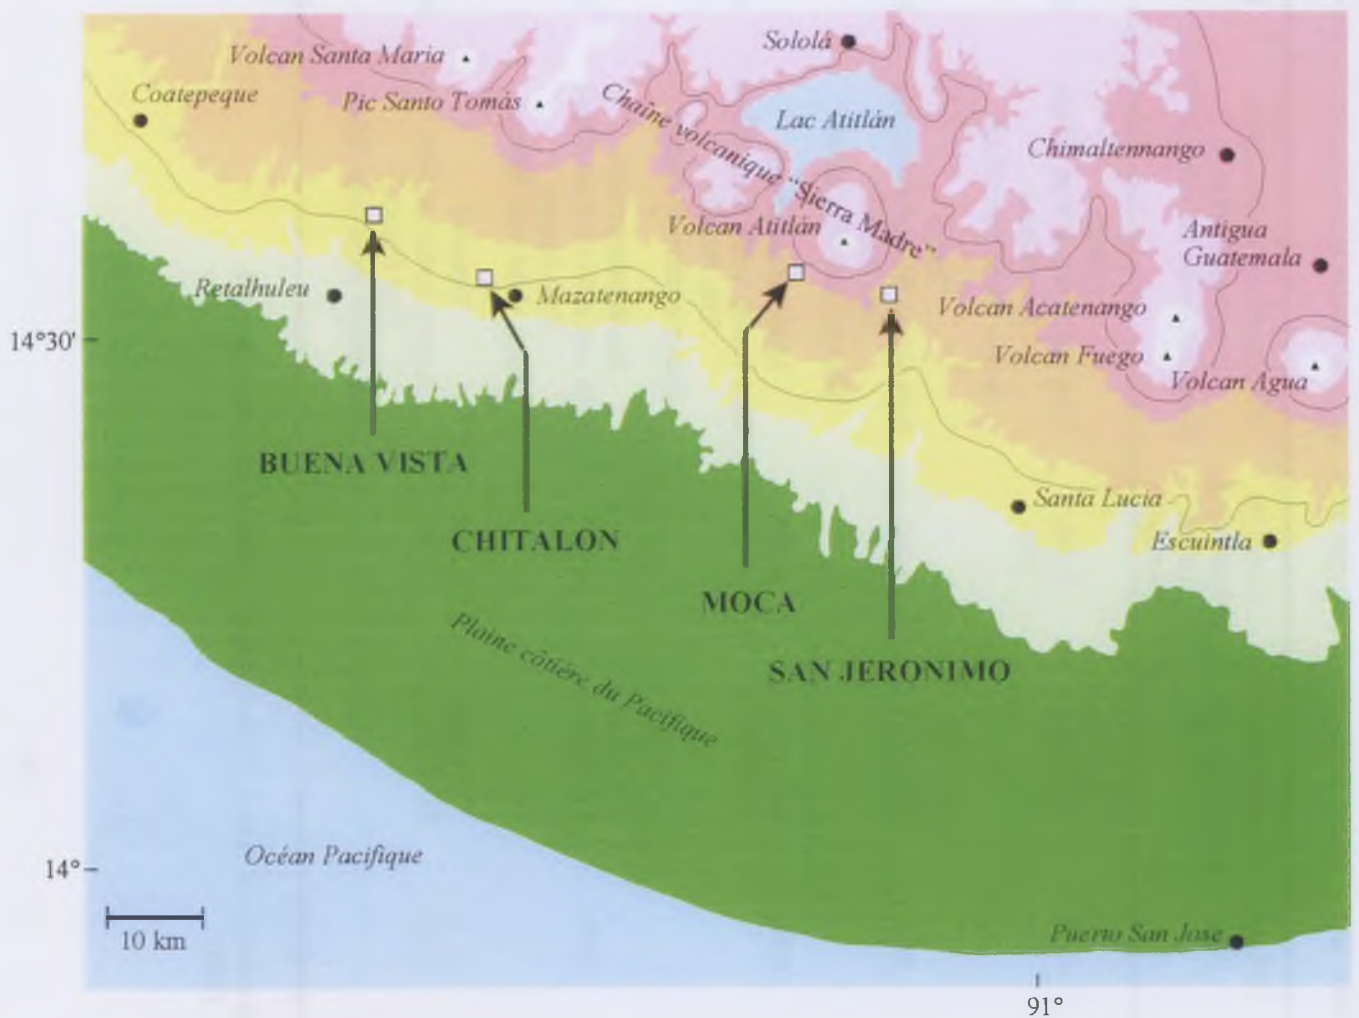 Sololá
Volcan Santa Maria
Coatepeque
Pic Santo Tomás
Chaîne volcanique "Sierra Madre"
Lac Atitlán
Chimaltennango
Volcan Atitlán
Antigua
Guatemala
Retalhuleu
Mazatenango
Volcan Acatenango
14°30'
Volcan Fuego
Volcan Agua
BUENA VISTA
Santa Lucia
CHITALON
Escuintla
MOCA
Plaine côtière du Pacifique
SAN JERONIMO
Océan Pacifique
14°
10 km
Puerto San Jose
91°